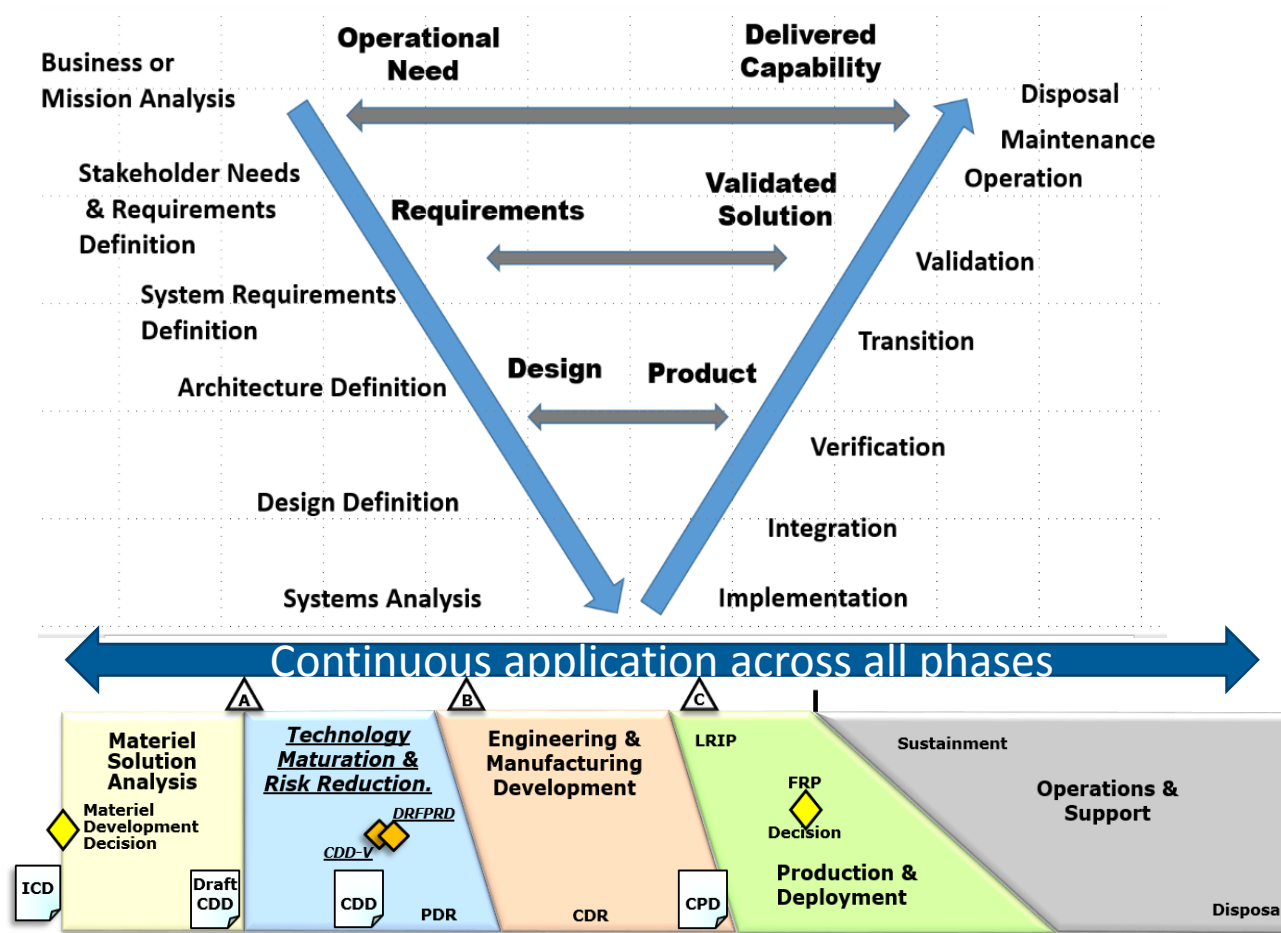 Operational
Need
Delivered
Capability
Business or
Mission Analysis
Disposal
Maintenance
Operation
Stakeholder Needs
& Requirements
Definition
Requirements
Validated
Solution
Validation
System Requirements
Definition
Transition
Architecture Definition
Design
Product
Verification
Design Definition
Integration
Systems Analysis
Implementation
Continuous application across all phases
A
B
C
Materiel
Solution
Analysis
Materiel
Development
Decision
ICD
Draft
CDD
Technology
Maturation &
Risk Reduction.
DRFPRD
CDD-V
CDD
PDR
Engineering &
Manufacturing
Development
CDR
CPD
LRIP
FRP
Decision
Production &
Deployment
Sustainment
Operations &
Support
Disposa